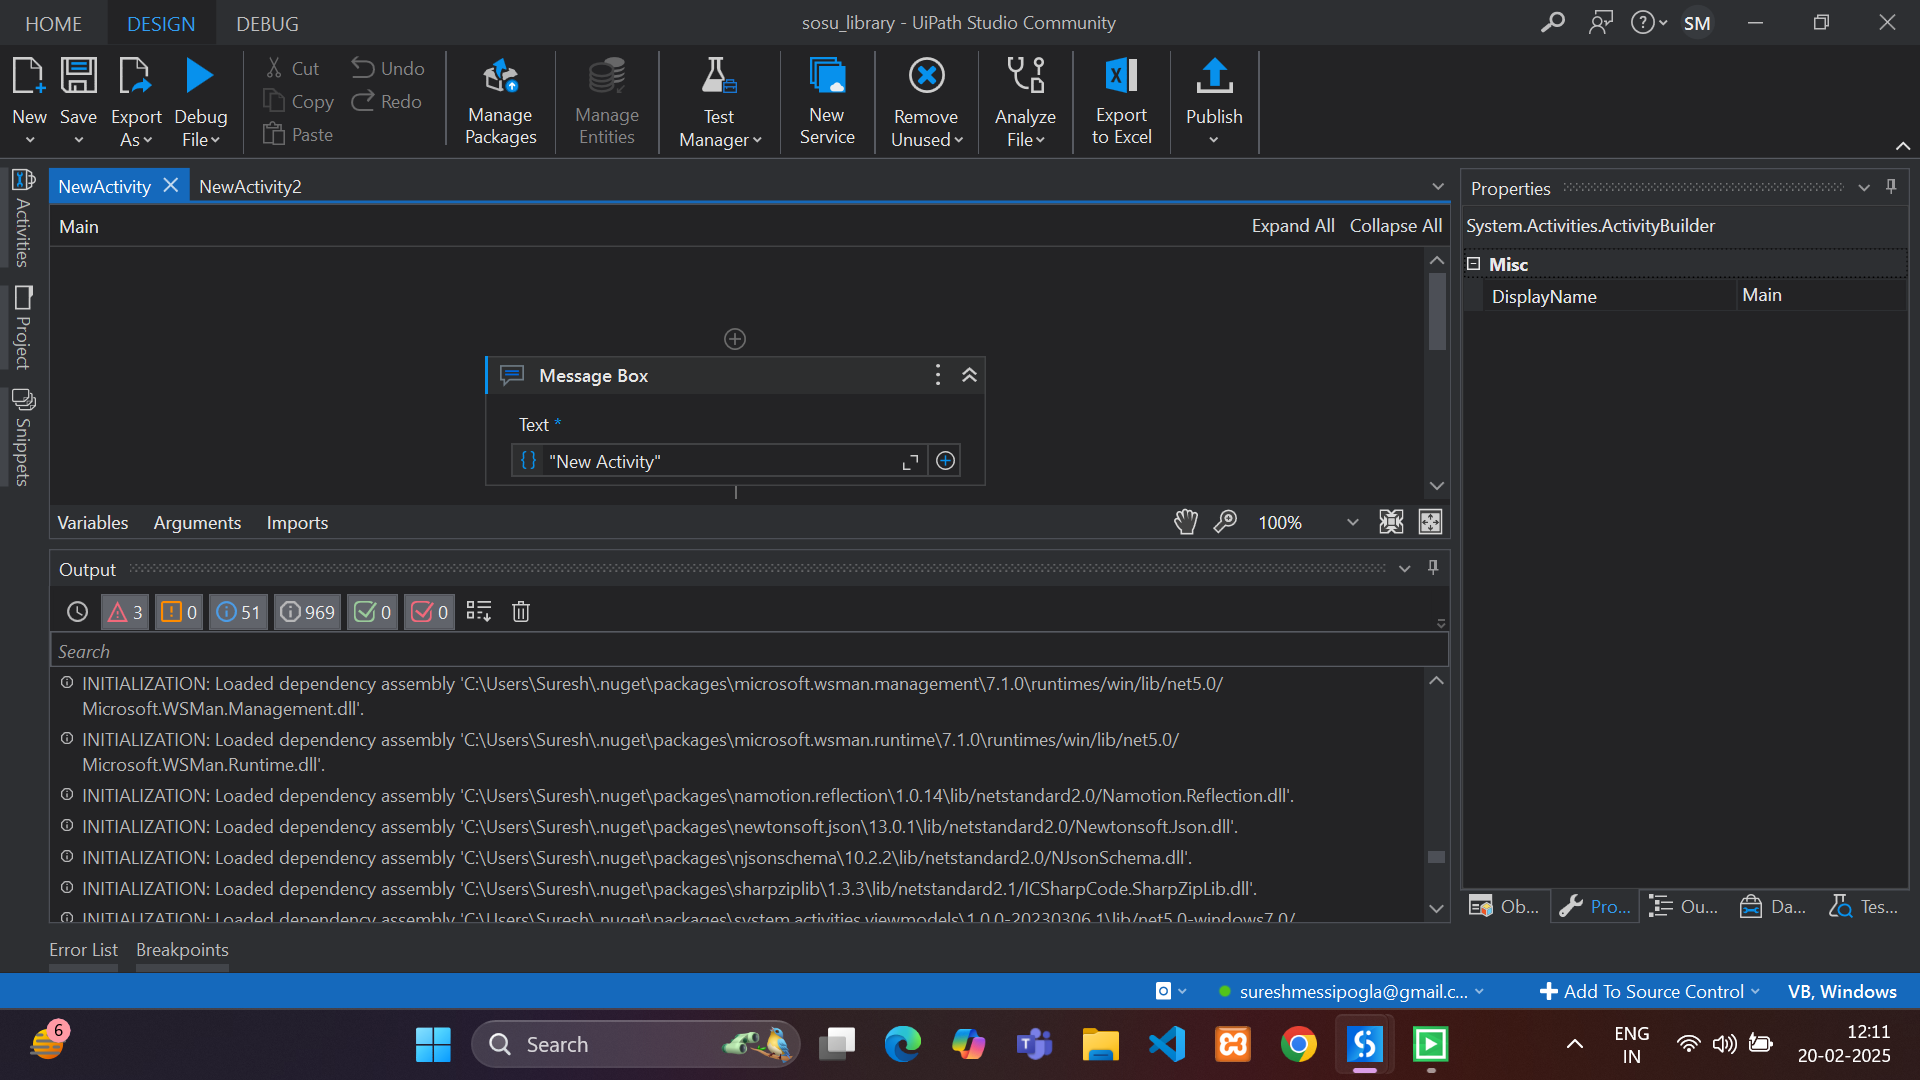 HOME
DESIGN
DEBUG
sosu_library - UiPath Studio Community
SM
New
Save
Export As
Debug File
Cut
Copy
Paste
Undo
Redo
Manage Packages
Manage Entities
Test Manager
New Service
Remove Unused
Analyze File
Export to Excel
Publish
Activities
Project
Snippets
NewActivity
NewActivity2
Main
Expand All
Collapse All
Message Box
Text *
"New Activity"
Variables
Arguments
Imports
100%
Properties
System.Activities.ActivityBuilder
Misc
DisplayName
Main
Output
3
0
51
969
0
0
Search
INITIALIZATION: Loaded dependency assembly 'C:\Users\Suresh\.nuget\packages\microsoft.wsman.management\7.1.0\runtimes/win/lib/net5.0/
Microsoft.WSMan.Management.dll'.
INITIALIZATION: Loaded dependency assembly 'C:\Users\Suresh\.nuget\packages\microsoft.wsman.runtime\7.1.0\runtimes/win/lib/net5.0/
Microsoft.WSMan.Runtime.dll'.
INITIALIZATION: Loaded dependency assembly 'C:\Users\Suresh\.nuget\packages\namotion.reflection\1.0.14\lib/netstandard2.0/Namotion.Reflection.dll'.
INITIALIZATION: Loaded dependency assembly 'C:\Users\Suresh\.nuget\packages\newtonsoft.json\13.0.1\lib/netstandard2.0/Newtonsoft.Json.dll'.
INITIALIZATION: Loaded dependency assembly 'C:\Users\Suresh\.nuget\packages\njsonschema\10.2.2\lib/netstandard2.0/NJsonSchema.dll'.
INITIALIZATION: Loaded dependency assembly 'C:\Users\Suresh\.nuget\packages\sharpziplib\1.3.3\lib/netstandard2.1/ICSharpCode.SharpZipLib.dll'.
INITIALIZATION: Loaded dependency assembly 'C:\Users\Suresh\.nuget\packages\system.activities.viewmodels\1.0.0-20230306.1\lib/net5.0-windows7.0/
Ob...
Pro...
Ou...
Da...
Tes...
Error List
Breakpoints
sureshmessipogla@gmail.c...
Add To Source Control
VB, Windows
6
Search
ENG
IN
12:11
20-02-2025